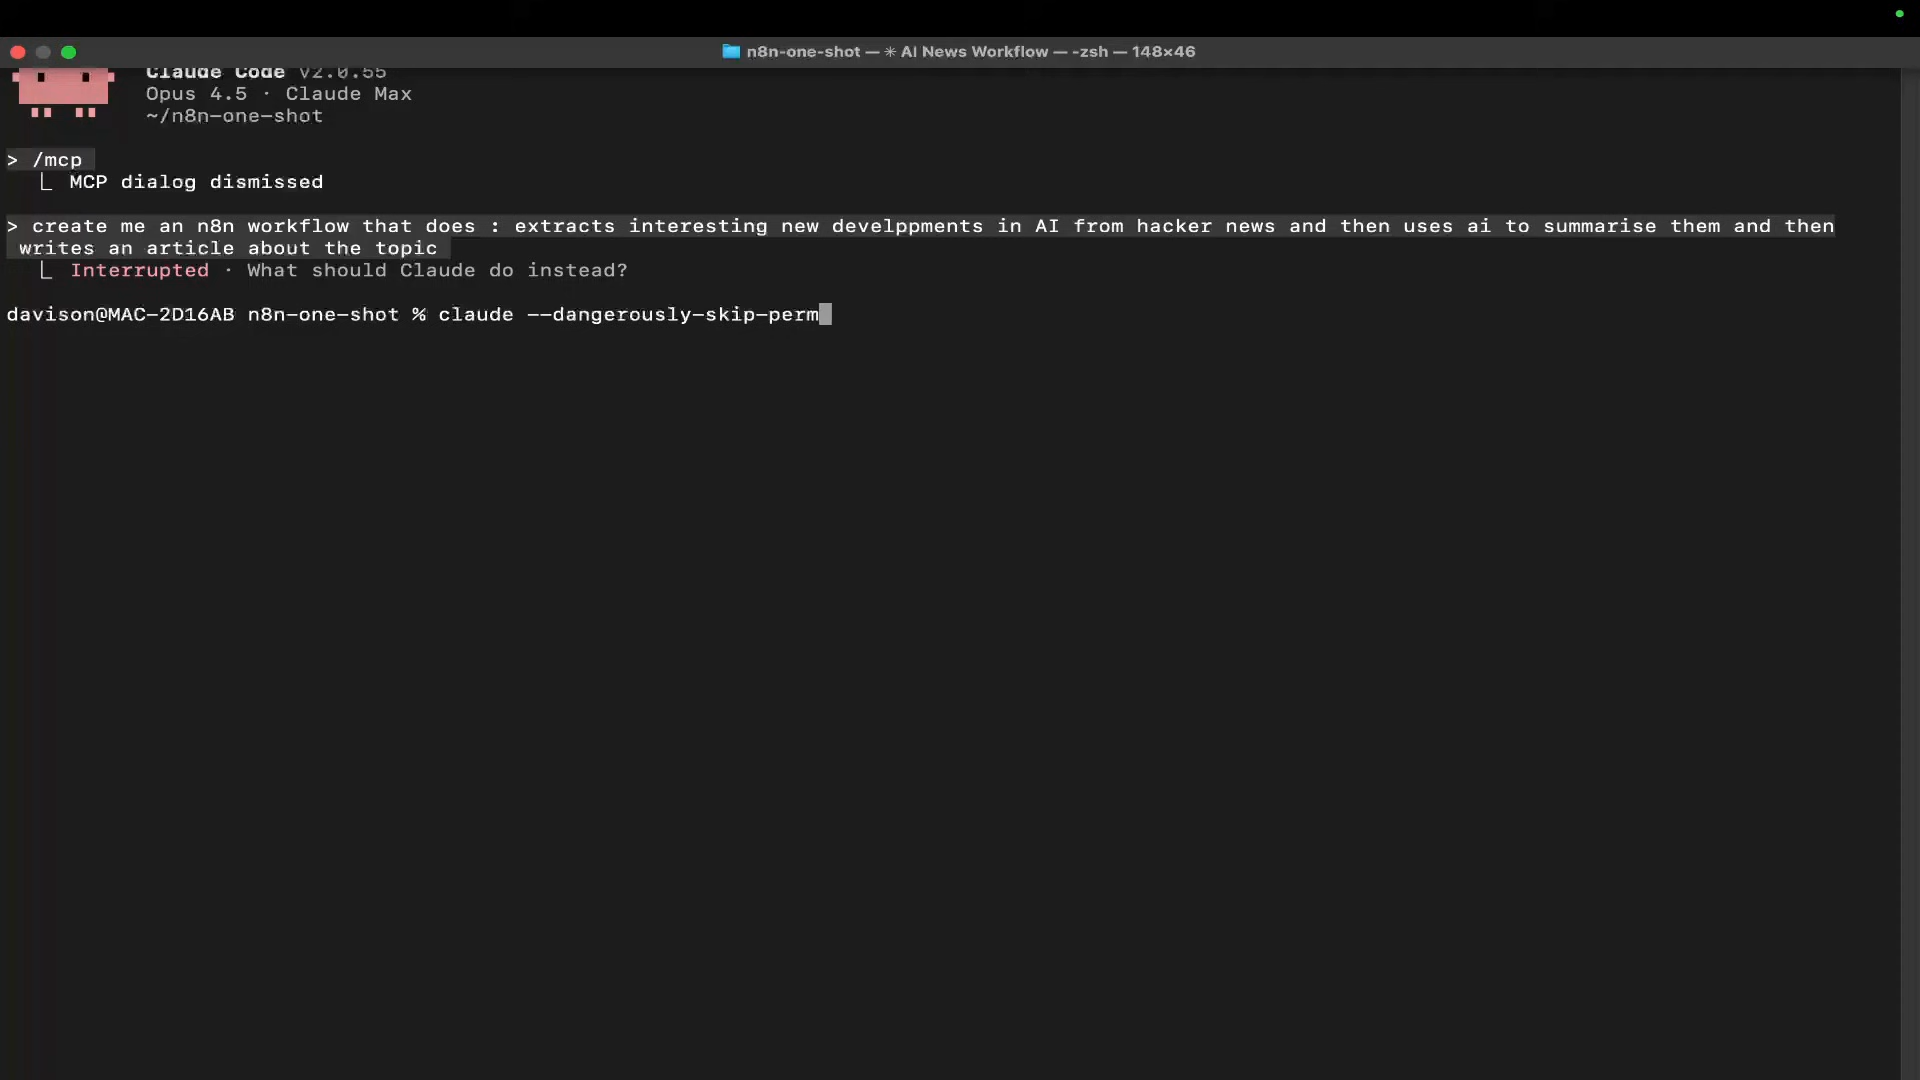 n8n-one-shot — ✳ AI News Workflow — -zsh — 148×46
Claude Code v2.0.55
Opus 4.5 · Claude Max
~/n8n-one-shot
> /mcp
⎿ MCP dialog dismissed
> create me an n8n workflow that does : extracts interesting new develppments in AI from hacker news and then uses ai to summarise them and then
writes an article about the topic
⎿ Interrupted · What should Claude do instead?
davison@MAC-2D16AB n8n-one-shot % claude --dangerously-skip-perm